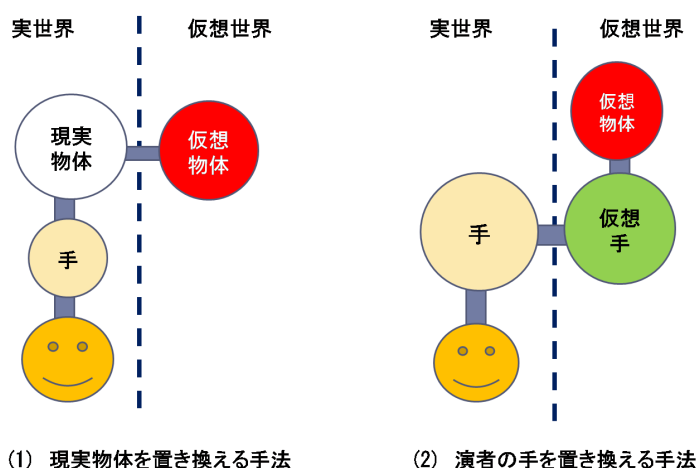 実世界
仮想世界
現実
物体
仮想
物体
手
(1) 現実物体を置き換える手法
実世界
仮想世界
仮想
物体
手
仮想
手
(2) 演者の手を置き換える手法